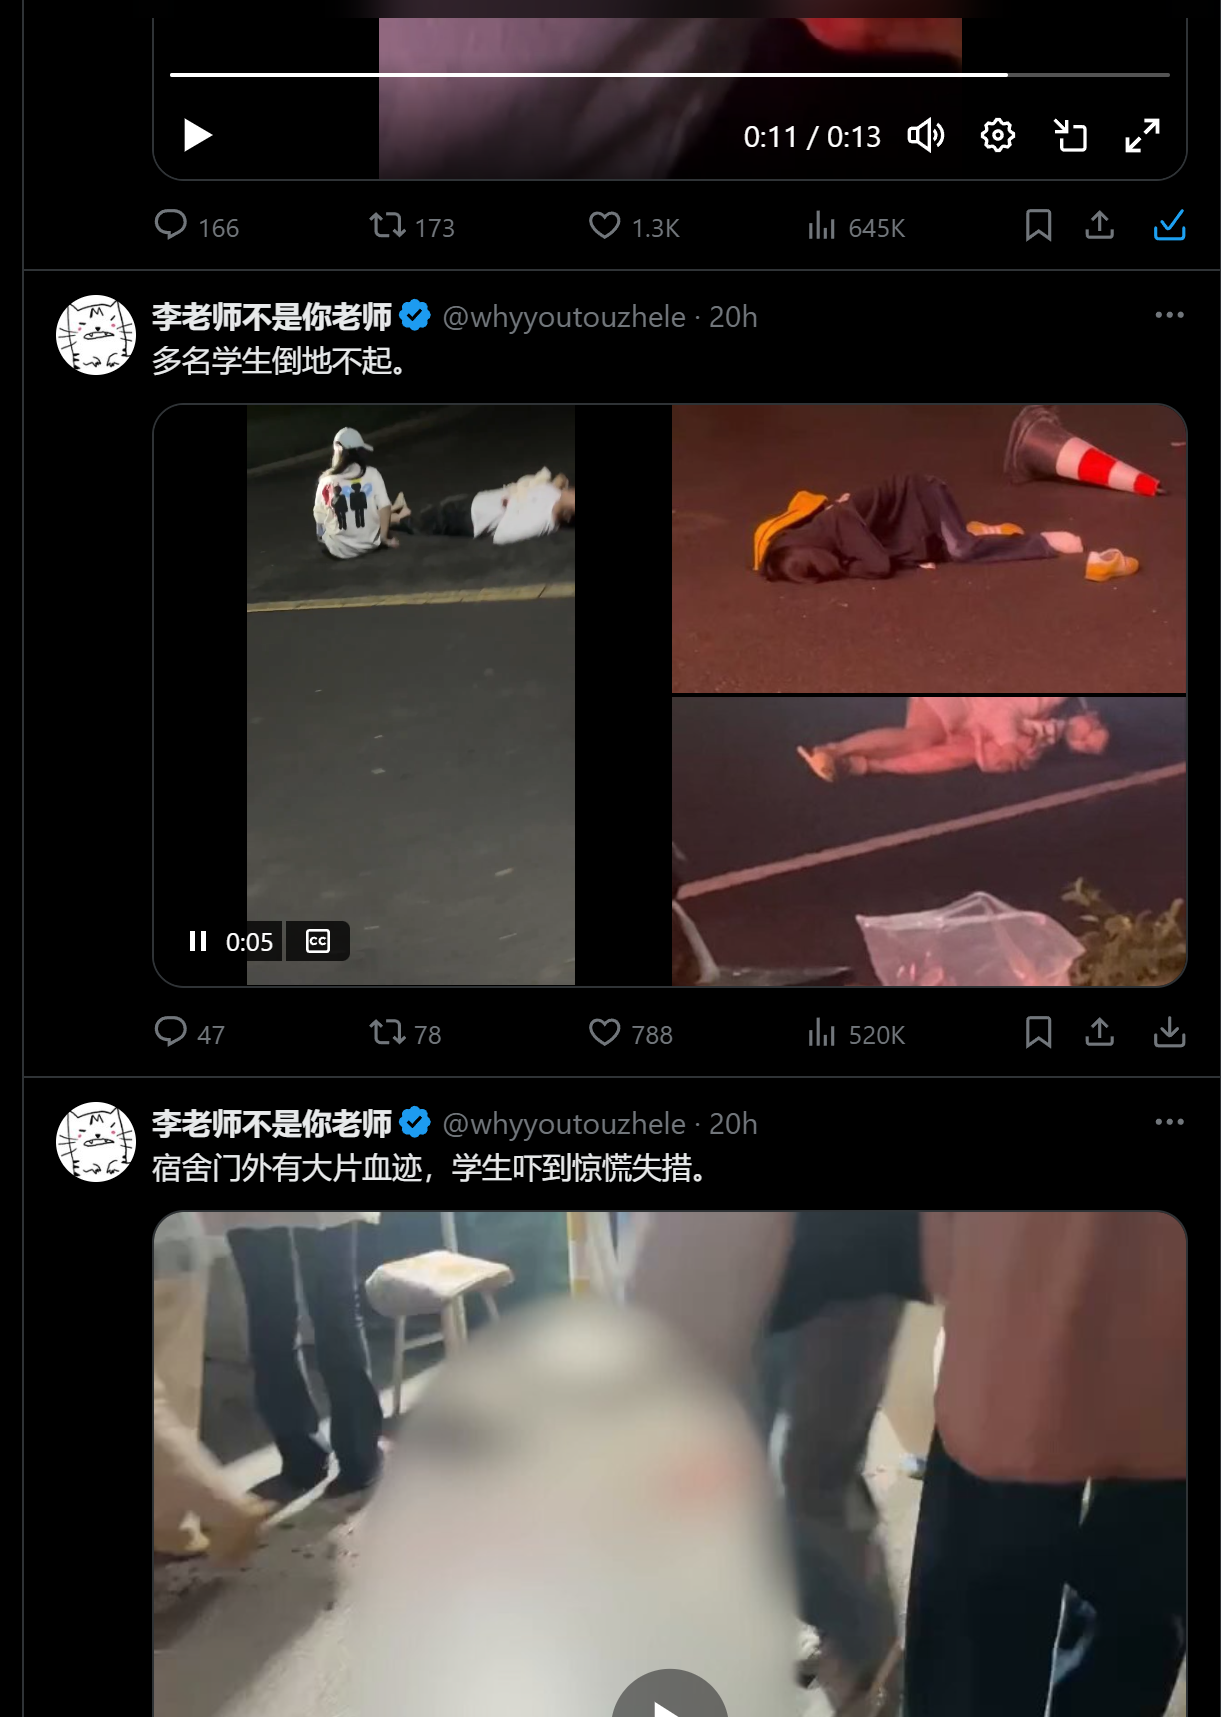 0:11 / 0:13
166 173 1.3K 645K
李老师不是你老师 @whyyoutouzhele · 20h
多名学生倒地不起。
0:05 CC
47 78 788 520K
李老师不是你老师 @whyyoutouzhele · 20h
宿舍门外有大片血迹，学生吓到惊慌失措。